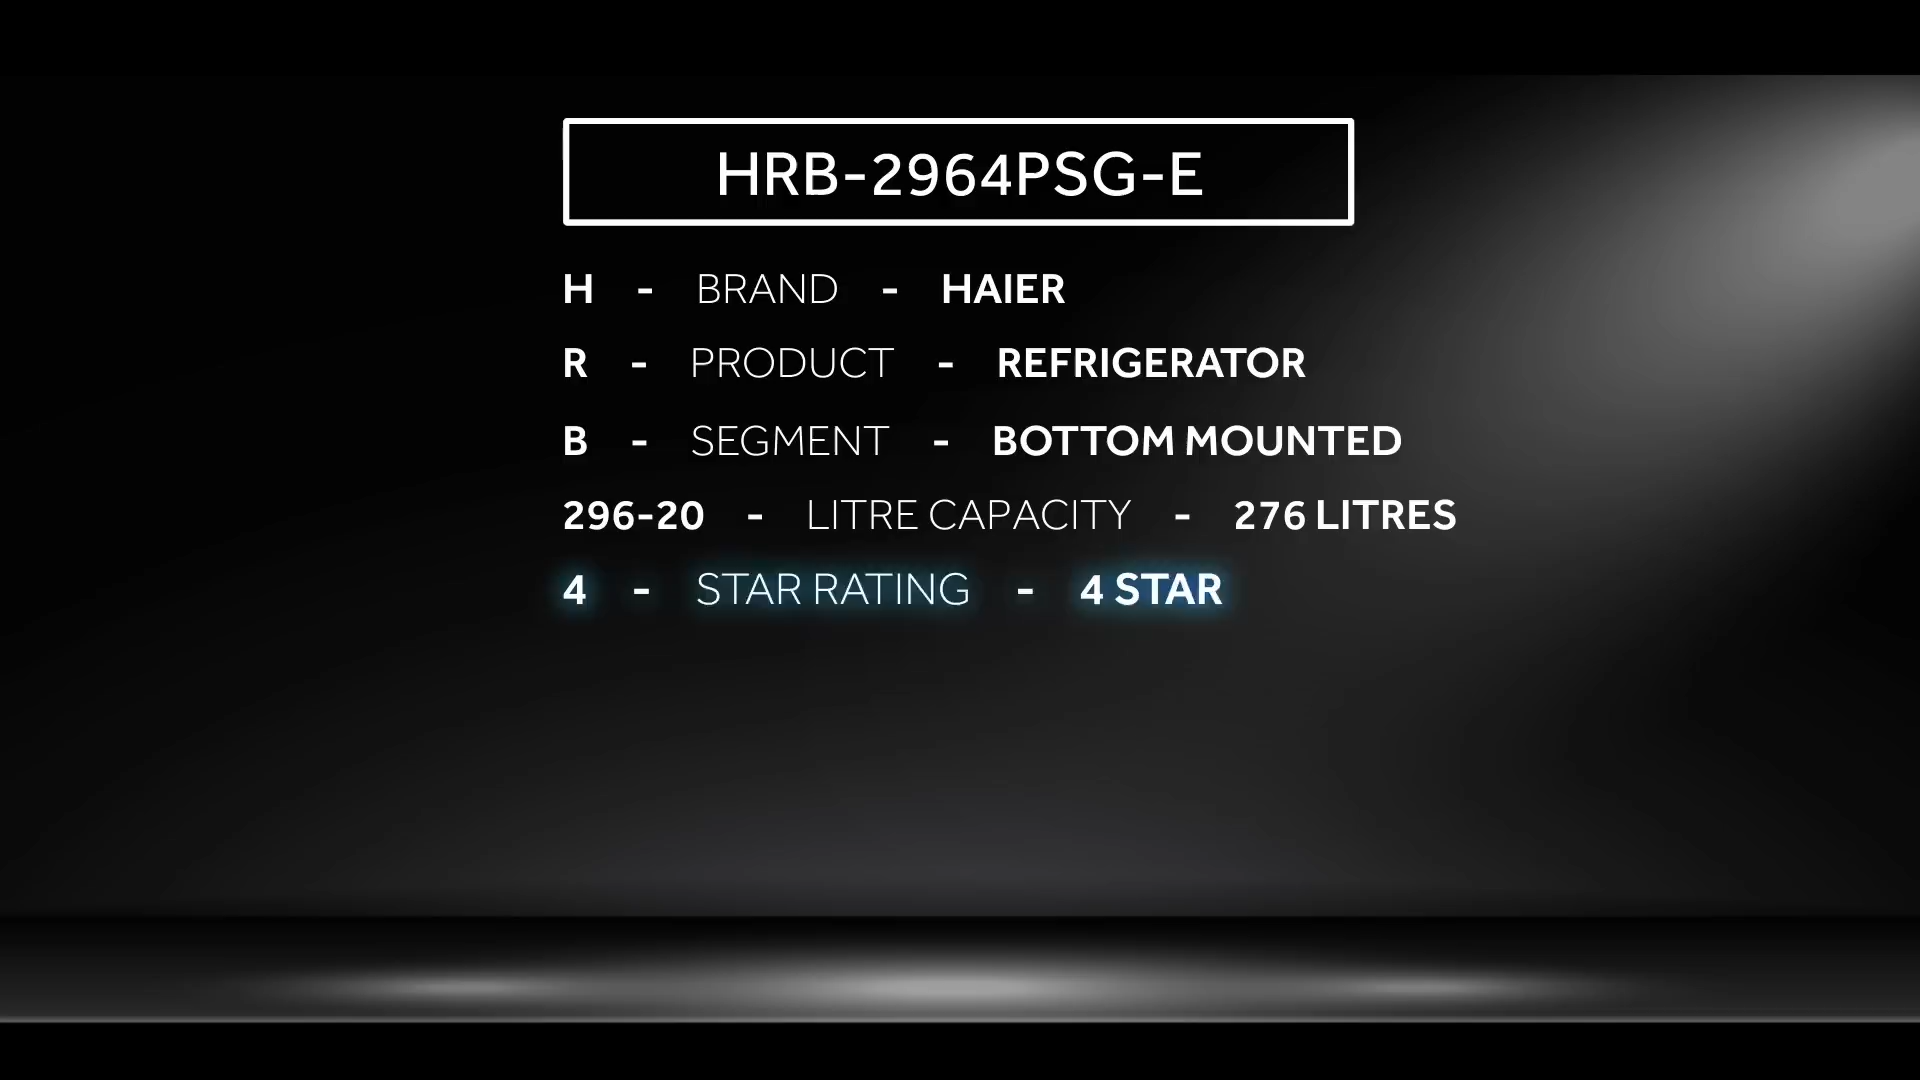 HRB-2964PSG-E
H - BRAND - HAIER
R - PRODUCT - REFRIGERATOR
B - SEGMENT - BOTTOM MOUNTED
296-20 - LITRE CAPACITY - 276 LITRES
4 - STAR RATING - 4 STAR